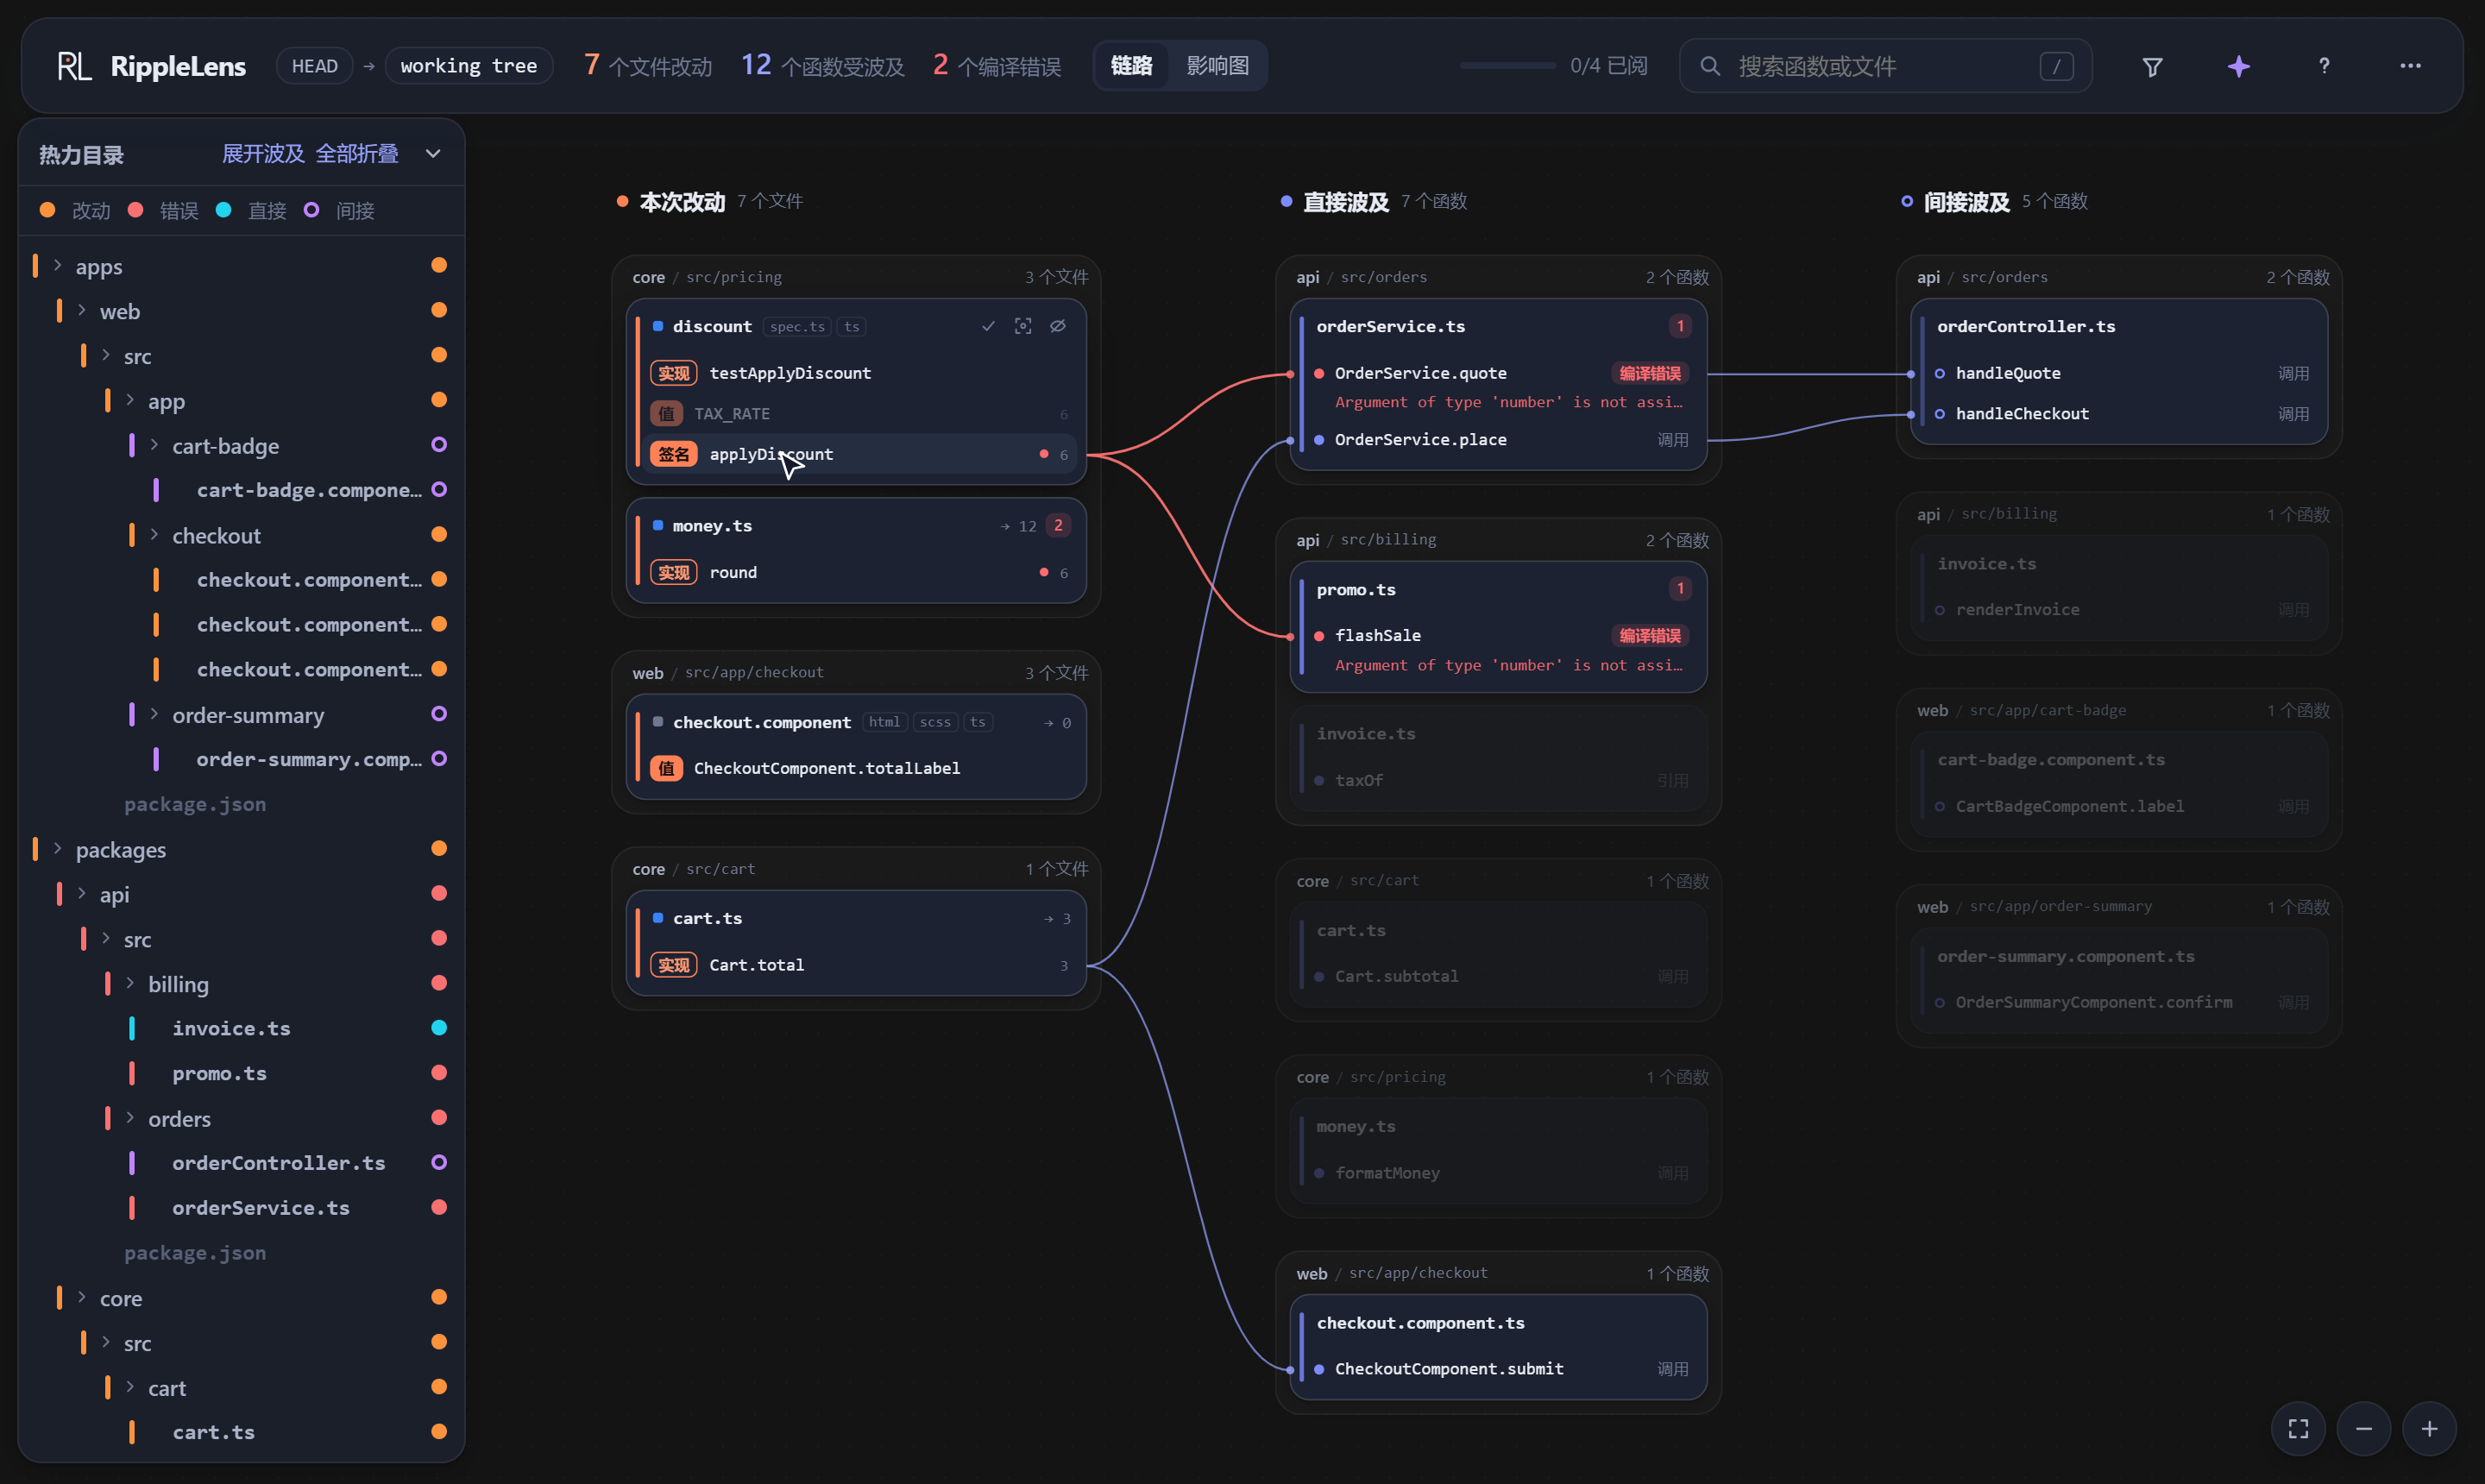 RL RippleLens HEAD → working tree 7 个文件改动 12 个函数受波及 2 个编译错误 链路 影响图 0/4 已阅 搜索函数或文件 / ? ···
热力目录 展开波及 全部折叠
改动 错误 直接 间接
apps
web
src
app
cart-badge
cart-badge.compone…
checkout
checkout.component…
checkout.component…
checkout.component…
order-summary
order-summary.comp…
package.json
packages
api
src
billing
invoice.ts
promo.ts
orders
orderController.ts
orderService.ts
package.json
core
src
cart
cart.ts
本次改动 7 个文件
core / src/pricing 3 个文件
discount spec.ts ts
实现 testApplyDiscount
值 TAX_RATE 6
签名 applyDiscount 6
money.ts → 12 2
实现 round 6
web / src/app/checkout 3 个文件
checkout.component html scss ts → 0
值 CheckoutComponent.totalLabel
core / src/cart 1 个文件
cart.ts → 3
实现 Cart.total 3
直接波及 7 个函数
api / src/orders 2 个函数
orderService.ts 1
OrderService.quote 编译错误
Argument of type 'number' is not assi…
OrderService.place 调用
api / src/billing 2 个函数
promo.ts 1
flashSale 编译错误
Argument of type 'number' is not assi…
invoice.ts
taxOf 引用
core / src/cart 1 个函数
cart.ts
Cart.subtotal 调用
core / src/pricing 1 个函数
money.ts
formatMoney 调用
web / src/app/checkout 1 个函数
checkout.component.ts
CheckoutComponent.submit 调用
间接波及 5 个函数
api / src/orders 2 个函数
orderController.ts
handleQuote 调用
handleCheckout 调用
api / src/billing 1 个函数
invoice.ts
renderInvoice 调用
web / src/app/cart-badge 1 个函数
cart-badge.component.ts
CartBadgeComponent.label 调用
web / src/app/order-summary 1 个函数
order-summary.component.ts
OrderSummaryComponent.confirm 调用